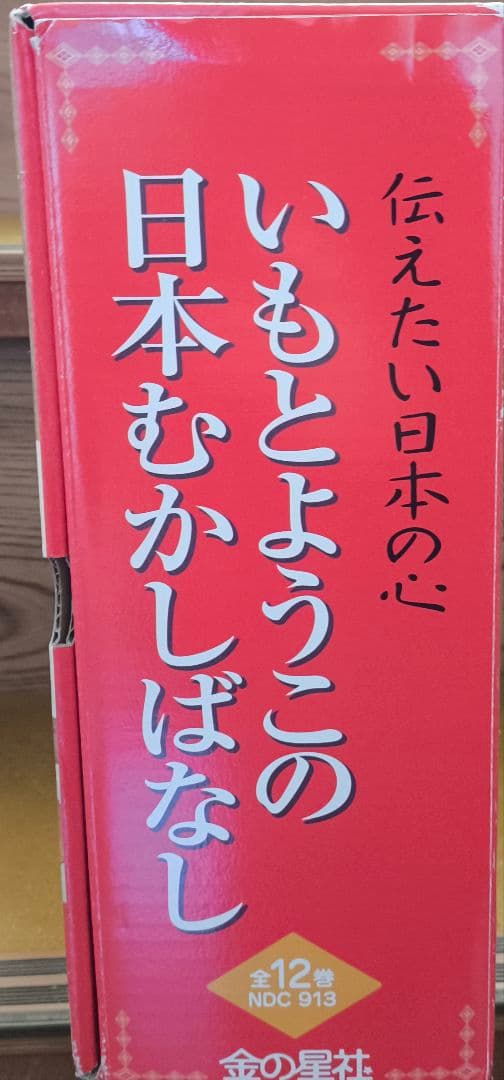 伝えたい日本の心
いもとようこの
日本むかしばなし
全12巻
NDC 913
金の星社